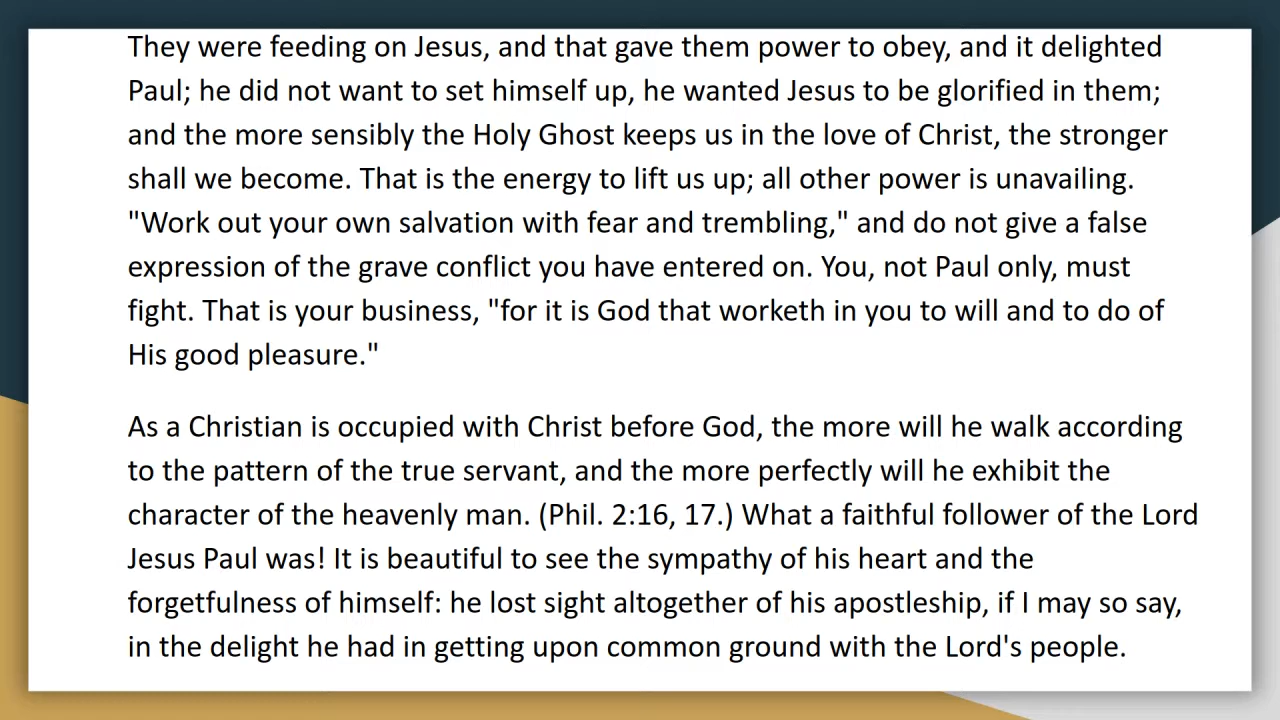 They were feeding on Jesus, and that gave them power to obey, and it delighted
Paul; he did not want to set himself up, he wanted Jesus to be glorified in them;
and the more sensibly the Holy Ghost keeps us in the love of Christ, the stronger
shall we become. That is the energy to lift us up; all other power is unavailing.
"Work out your own salvation with fear and trembling," and do not give a false
expression of the grave conflict you have entered on. You, not Paul only, must
fight. That is your business, "for it is God that worketh in you to will and to do of
His good pleasure."
As a Christian is occupied with Christ before God, the more will he walk according
to the pattern of the true servant, and the more perfectly will he exhibit the
character of the heavenly man. (Phil. 2:16, 17.) What a faithful follower of the Lord
Jesus Paul was! It is beautiful to see the sympathy of his heart and the
forgetfulness of himself: he lost sight altogether of his apostleship, if I may so say,
in the delight he had in getting upon common ground with the Lord's people.